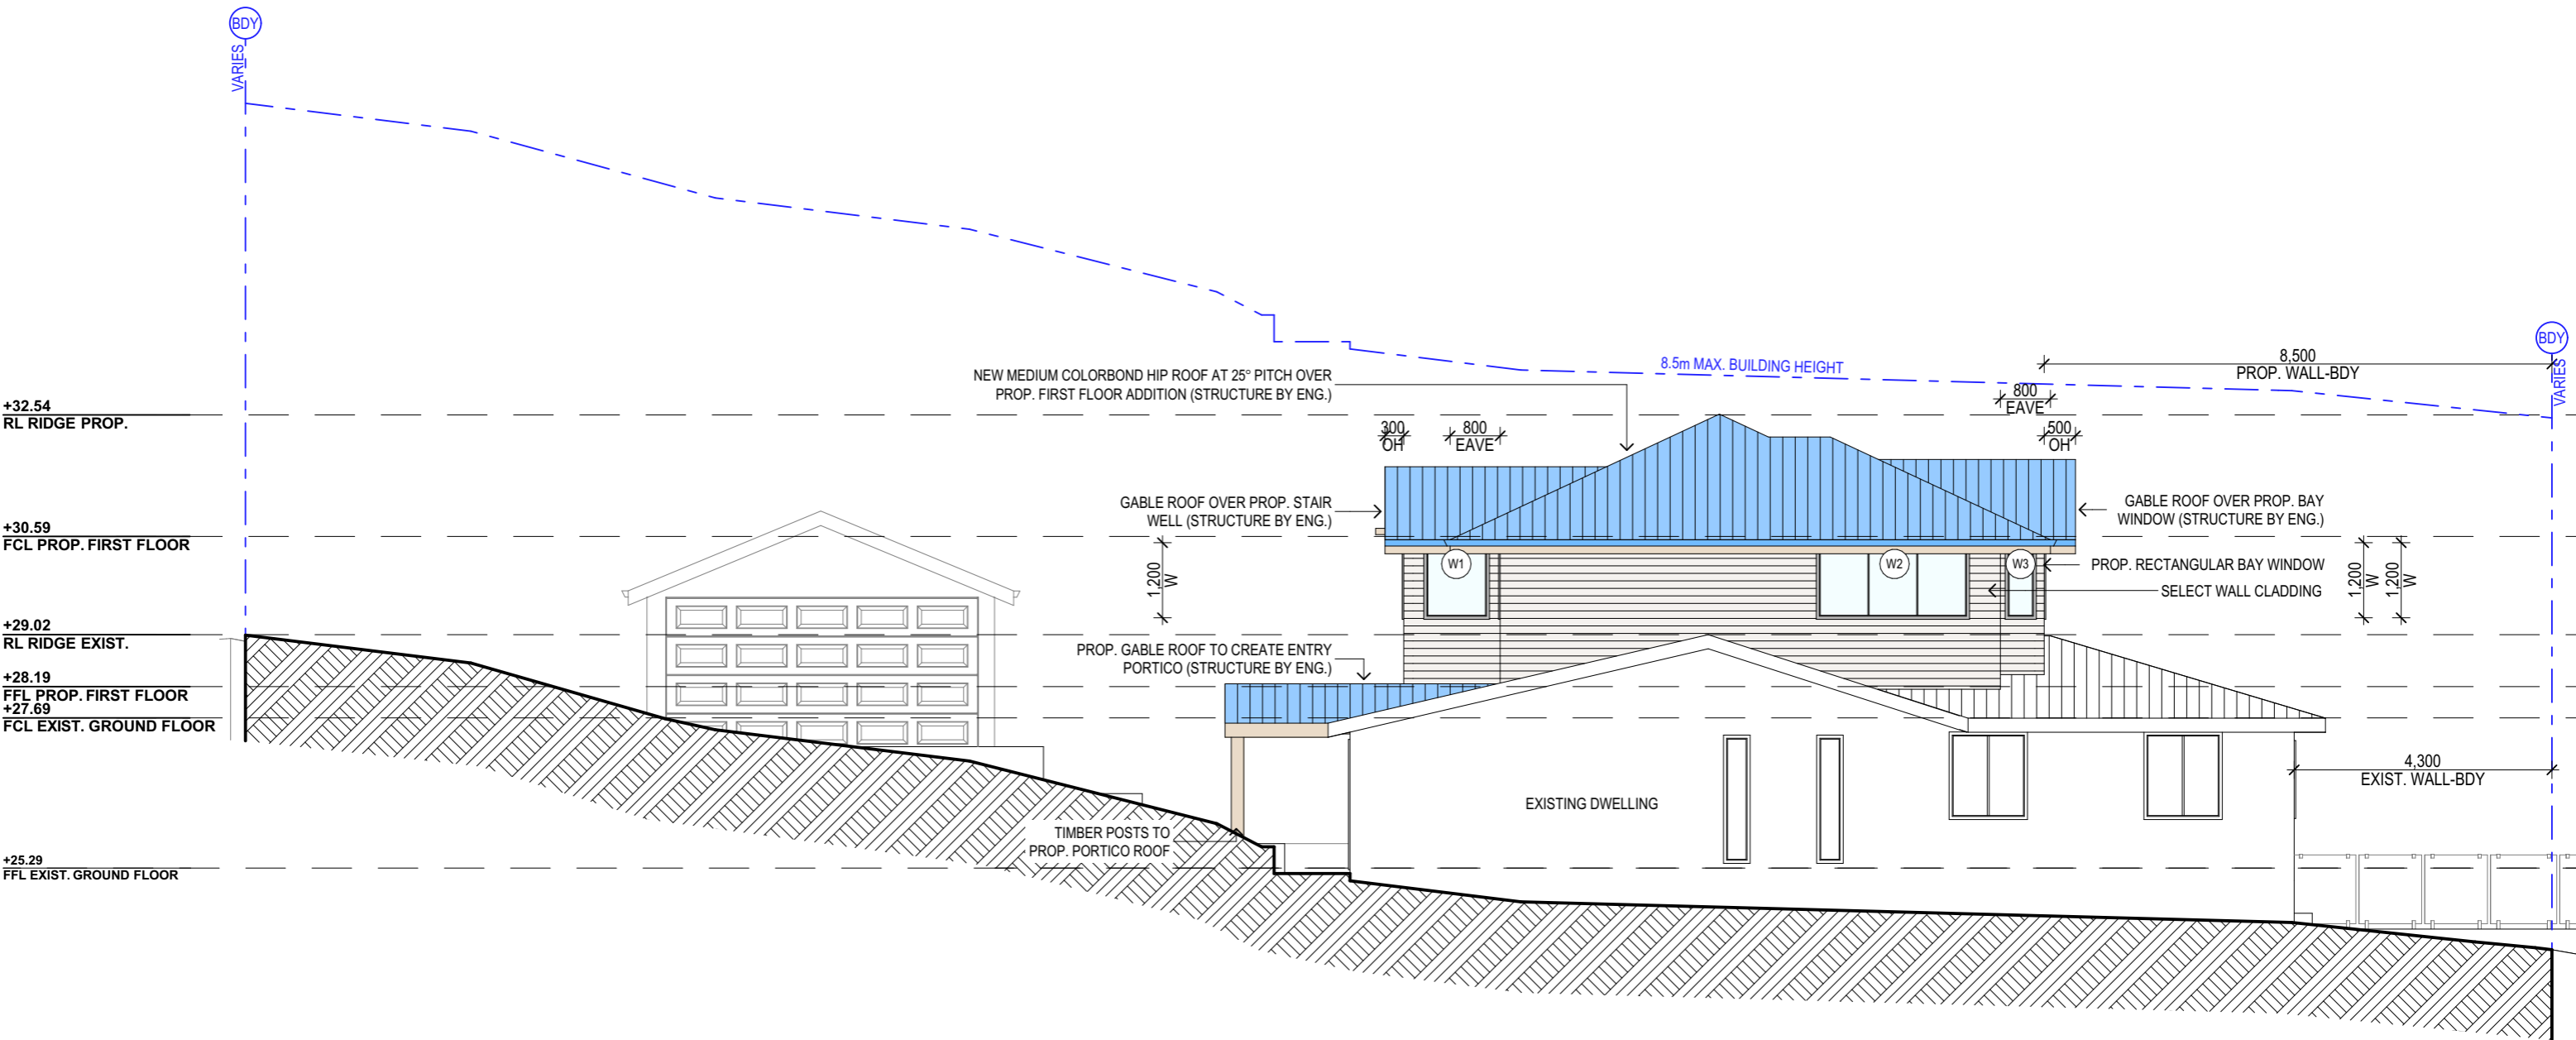 BDY
VARIES
8.5m MAX. BUILDING HEIGHT
BDY
VARIES
8,500
PROP. WALL-BDY
NEW MEDIUM COLORBOND HIP ROOF AT 25° PITCH OVER
PROP. FIRST FLOOR ADDITION (STRUCTURE BY ENG.)
800
EAVE
+32.54
RL RIDGE PROP.
300
OH
800
EAVE
500
OH
GABLE ROOF OVER PROP. STAIR
WELL (STRUCTURE BY ENG.)
GABLE ROOF OVER PROP. BAY
WINDOW (STRUCTURE BY ENG.)
+30.59
FCL PROP. FIRST FLOOR
1,200
W
W1
W2
W3
PROP. RECTANGULAR BAY WINDOW
SELECT WALL CLADDING
1,200
W
1,200
W
+29.02
RL RIDGE EXIST.
PROP. GABLE ROOF TO CREATE ENTRY
PORTICO (STRUCTURE BY ENG.)
+28.19
FFL PROP. FIRST FLOOR
+27.69
FCL EXIST. GROUND FLOOR
4,300
EXIST. WALL-BDY
EXISTING DWELLING
TIMBER POSTS TO
PROP. PORTICO ROOF
+25.29
FFL EXIST. GROUND FLOOR